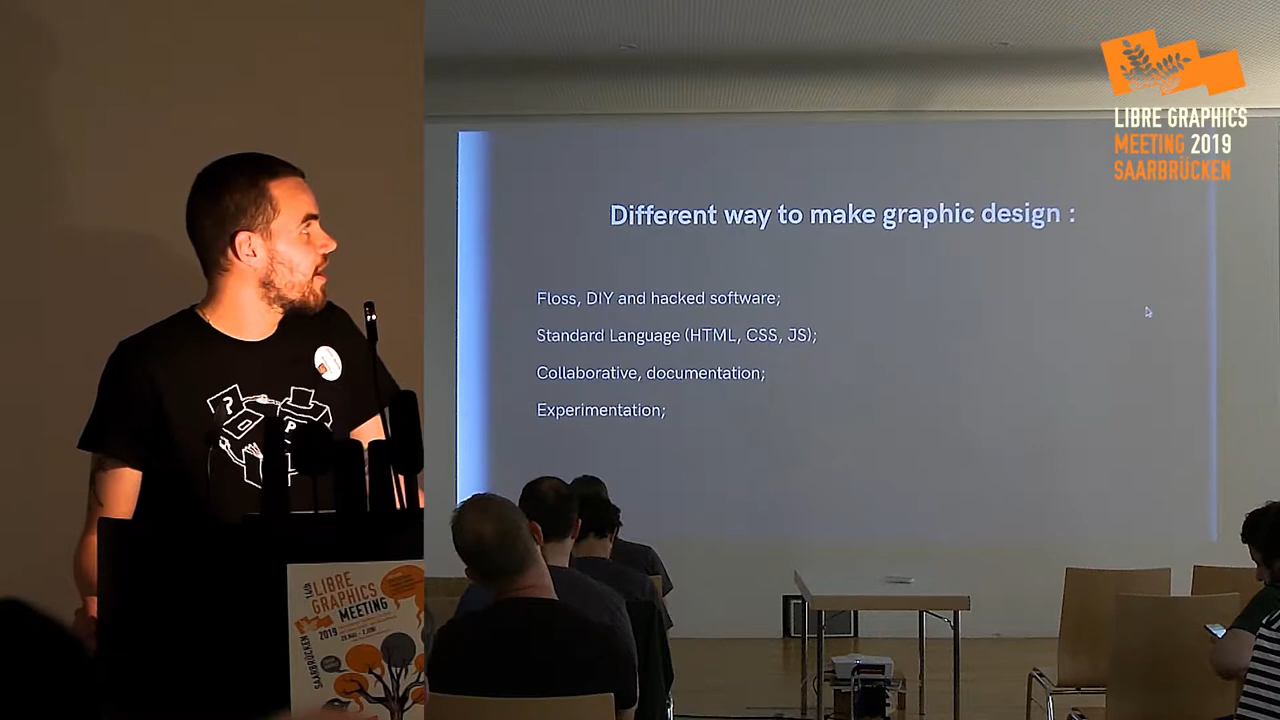 LIBRE GRAPHICS
MEETING 2019
SAARBRÜCKEN
Different way to make graphic design :
Floss, DIY and hacked software;
Standard Language (HTML, CSS, JS);
Collaborative, documentation;
Experimentation;
?
P
LIBRE
GRAPHICS
MEETING
2019
SAARBRÜCKEN